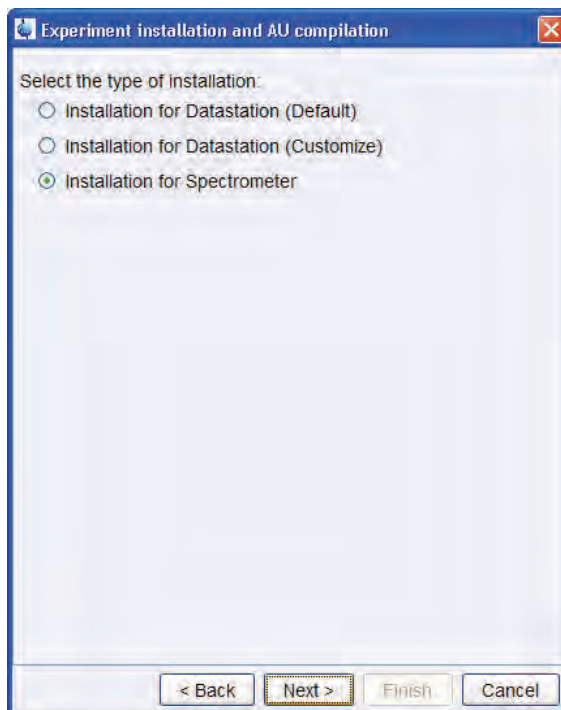 Experiment installation and AU compilation
Select the type of installation:
Installation for Datastation (Default)
Installation for Datastation (Customize)
Installation for Spectrometer
< Back Next > Finish Cancel